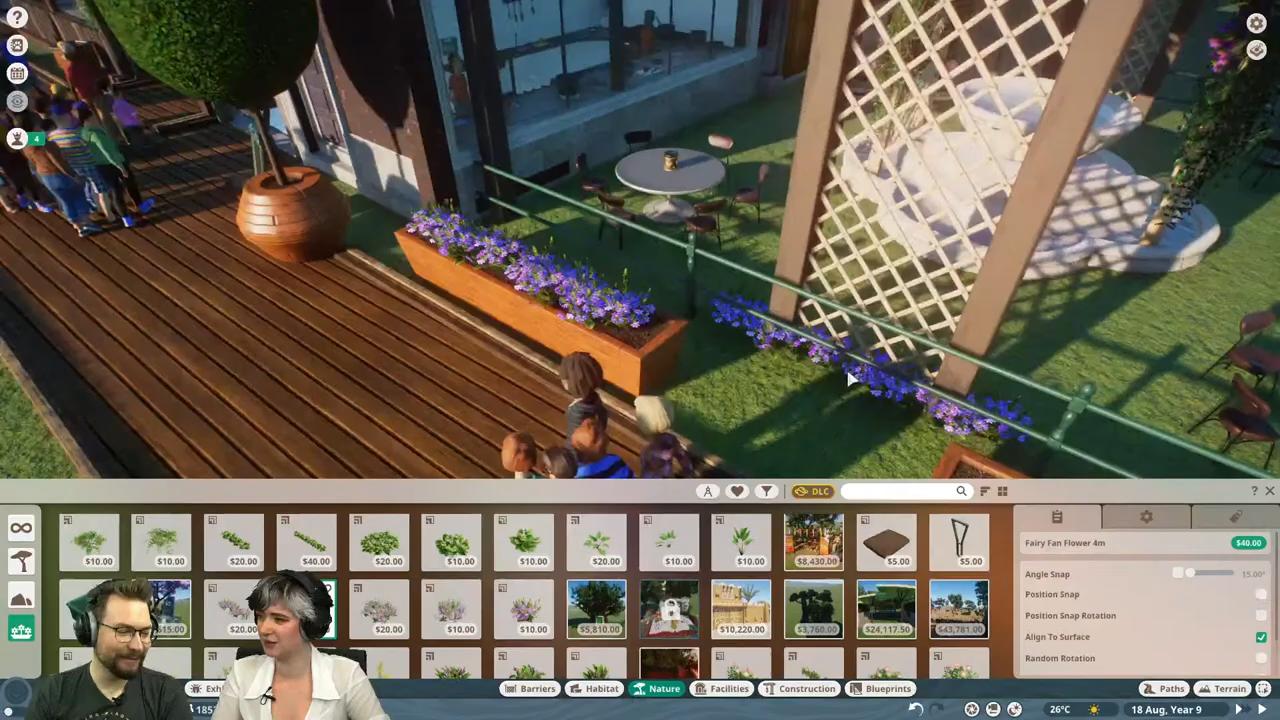 ?
4
DLC
? ×
$10.00 $10.00 $20.00 $40.00 $20.00 $10.00 $10.00 $20.00 $10.00 $10.00 $8,430.00 $5.00 $5.00
Fairy Fan Flower 4m $40.00
Angle Snap 15.00°
Position Snap
$15.00 $20.00 $20.00 $10.00 $10.00 $5,810.00 $10,220.00 $3,760.00 $24,117.50 $43,781.00
Position Snap Rotation
Align To Surface
Random Rotation
Barriers Habitat Nature Facilities Construction Blueprints Paths Terrain
26°C 18 Aug, Year 9